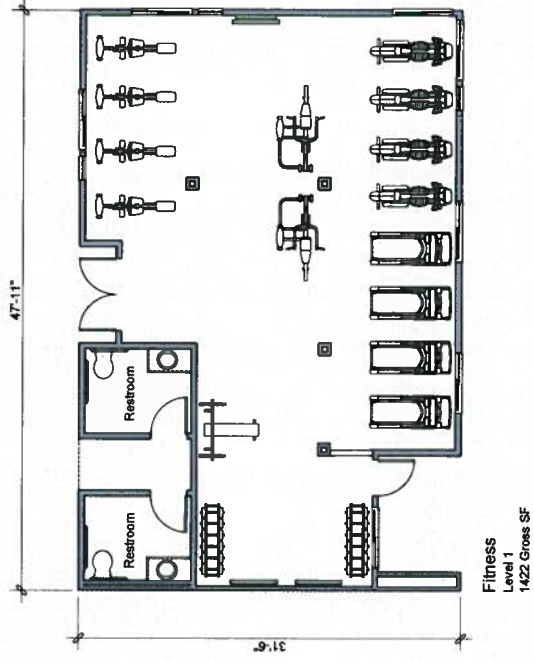 47'-11"
Restroom
Restroom
31'-6"
Fitness
Level 1
1422 Gross SF